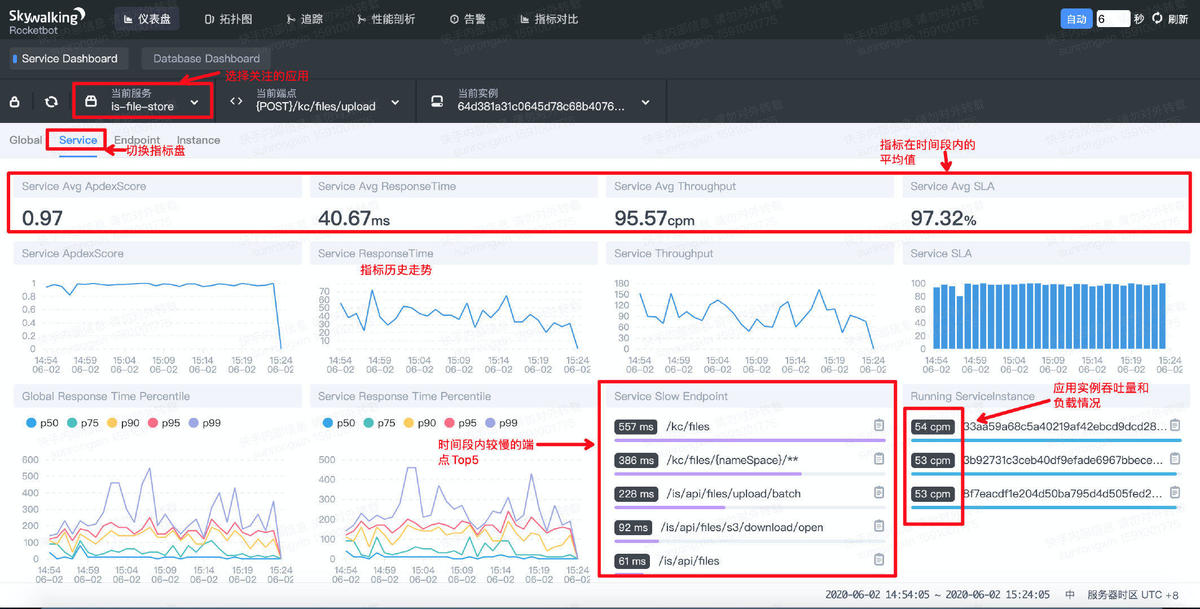 Skywalking
Rocketbot
仪表盘
拓扑图
追踪
性能剖析
告警
指标对比
自动
6
秒
刷新
Service Dashboard
Database Dashboard
选择关注的应用
当前服务
is-file-store
当前端点
{POST}/kc/files/upload
当前实例
64d381a31c0645d78c68b4076...
Global
Service
Endpoint
Instance
切换指标盘
指标在时间段内的
平均值
Service Avg ApdexScore
0.97
Service Avg ResponseTime
40.67ms
Service Avg Throughput
95.57cpm
Service Avg SLA
97.32%
Service ApdexScore
1
0.8
0.6
0.4
0.2
0
14:54 14:59 15:04 15:09 15:14 15:19 15:24
06-02 06-02 06-02 06-02 06-02 06-02 06-02
Service ResponseTime
指标历史走势
70
60
50
40
30
20
10
14:54 14:59 15:04 15:09 15:14 15:19 15:24
06-02 06-02 06-02 06-02 06-02 06-02 06-02
Service Throughput
180
150
120
90
60
30
0
14:54 14:59 15:04 15:09 15:14 15:19 15:24
06-02 06-02 06-02 06-02 06-02 06-02 06-02
Service SLA
100
80
60
40
20
0
14:54 14:59 15:04 15:09 15:14 15:19 15:24
06-02 06-02 06-02 06-02 06-02 06-02 06-02
Global Response Time Percentile
p50 p75 p90 p95 p99
600
500
400
300
200
100
0
14:54 14:59 15:04 15:09 15:14 15:19 15:24
06-02 06-02 06-02 06-02 06-02 06-02 06-02
Service Response Time Percentile
p50 p75 p90 p95 p99
时间段内较慢的端
点Top5
500
400
300
200
100
0
14:54 14:59 15:04 15:09 15:14 15:19 15:24
06-02 06-02 06-02 06-02 06-02 06-02 06-02
Service Slow Endpoint
557 ms /kc/files
386 ms /kc/files/{nameSpace}/**
228 ms /is/api/files/upload/batch
92 ms /is/api/files/s3/download/open
61 ms /is/api/files
Running ServiceInstance
应用实例吞吐量和
负载情况
54 cpm 33aa59a68c5a40219af42ebcd9dcd28...
53 cpm 3b92731c3ceb40df9efade6967bbece...
53 cpm 8f7eacdf1e204d50ba795d4d505fed2...
2020-06-02 14:54:05 ~ 2020-06-02 15:24:05
中
服务器时区 UTC +8